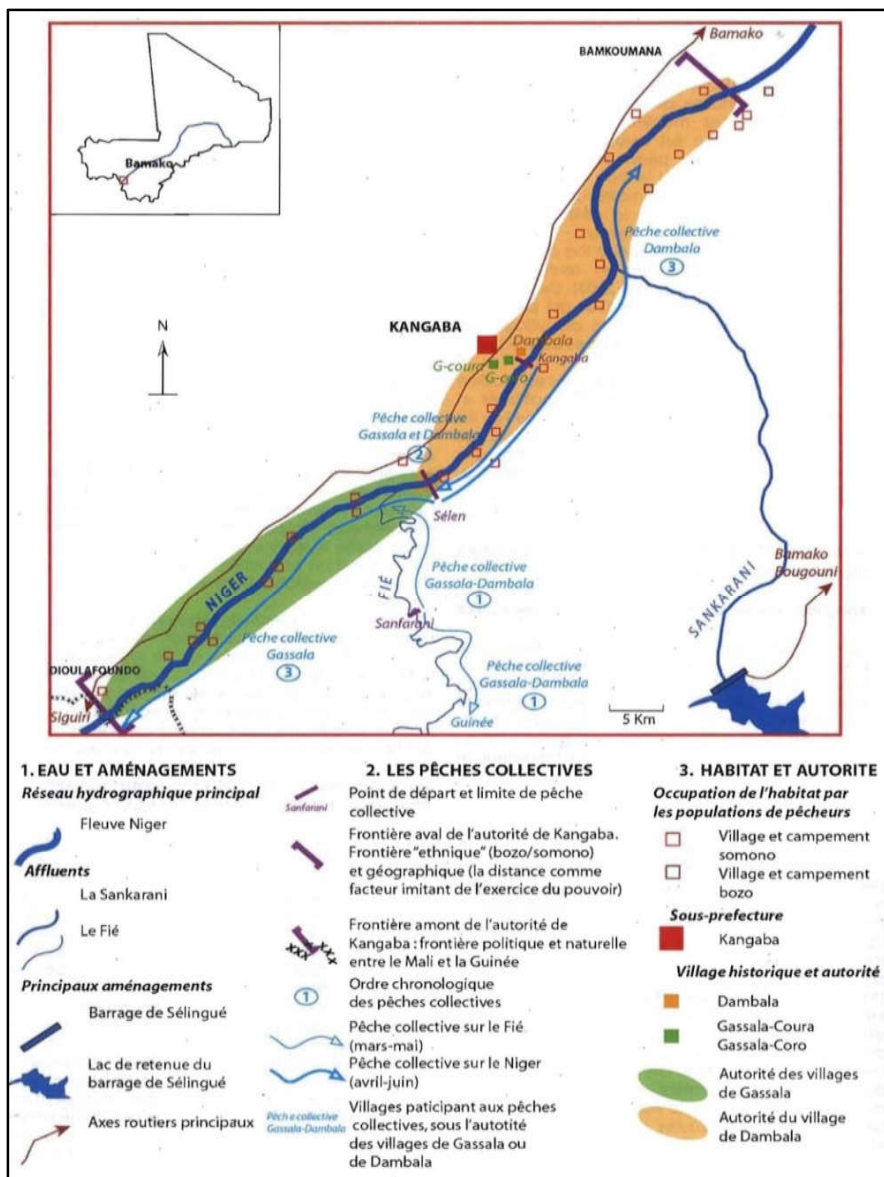 Bamako
BAMKOUMANA
Bamako
Pêche collective
Dambala
3
N
KANGABA
Dambala
Kangaba
G-coura
G-coro
Pêche collective
Gassala et Dambala
2
Sélen
Pêche collective
Gassala-Dambala
1
FIÉ
Sanfarani
NIGER
Pêche collective
Gassala
3
Pêche collective
Gassala-Dambala
1
Guinée
SANKARANI
Bamako
Bougouni
DIOULAFOUNDO
Siguiri
5 Km
1. EAU ET AMÉNAGEMENTS
Réseau hydrographique principal
Fleuve Niger
Affluents
La Sankarani
Le Fié
Principaux aménagements
Barrage de Sélingué
Lac de retenue du
barrage de Sélingué
Axes routiers principaux
2. LES PÊCHES COLLECTIVES
Sanfarani
Point de départ et limite de pêche
collective
Frontière aval de l'autorité de Kangaba.
Frontière "ethnique" (bozo/somono)
et géographique (la distance comme
facteur imitant de l'exercice du pouvoir)
Frontière amont de l'autorité de
Kangaba : frontière politique et naturelle
entre le Mali et la Guinée
1
Ordre chronologique
des pêches collectives
Pêche collective sur le Fié
(mars-mai)
Pêche collective sur le Niger
(avril-juin)
Pêche collective
Gassala-Dambala
Villages paticipant aux pêches
collectives, sous l'autotité
des villages de Gassala ou
de Dambala
3. HABITAT ET AUTORITE
Occupation de l'habitat par
les populations de pêcheurs
Village et campement
somono
Village et campement
bozo
Sous-prefecture
Kangaba
Village historique et autorité
Dambala
Gassala-Coura
Gassala-Coro
Autorité des villages
de Gassala
Autorité du village
de Dambala